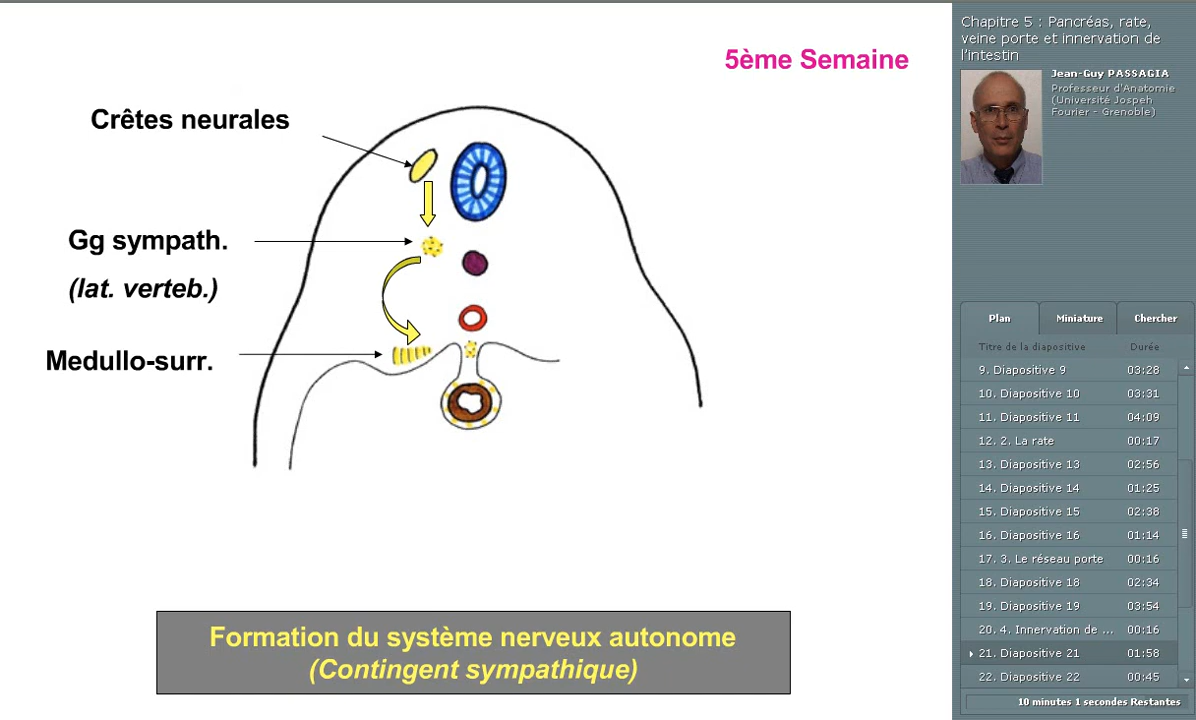 5ème Semaine
Crêtes neurales
Gg sympath.
(lat. verteb.)
Medullo-surr.
Formation du système nerveux autonome
(Contingent sympathique)
Chapitre 5 : Pancréas, rate,
veine porte et innervation de
l'intestin
Jean-Guy PASSAGIA
Professeur d'Anatomie
(Université Jospeh
Fourier - Grenoble)
Plan Miniature Chercher
Titre de la diapositive Durée
9. Diapositive 9 03:28
10. Diapositive 10 03:31
11. Diapositive 11 04:09
12. 2. La rate 00:17
13. Diapositive 13 02:56
14. Diapositive 14 01:25
15. Diapositive 15 02:38
16. Diapositive 16 01:14
17. 3. Le réseau porte 00:16
18. Diapositive 18 02:34
19. Diapositive 19 03:54
20. 4. Innervation de ... 00:16
21. Diapositive 21 01:58
22. Diapositive 22 00:45
10 minutes 1 secondes Restantes